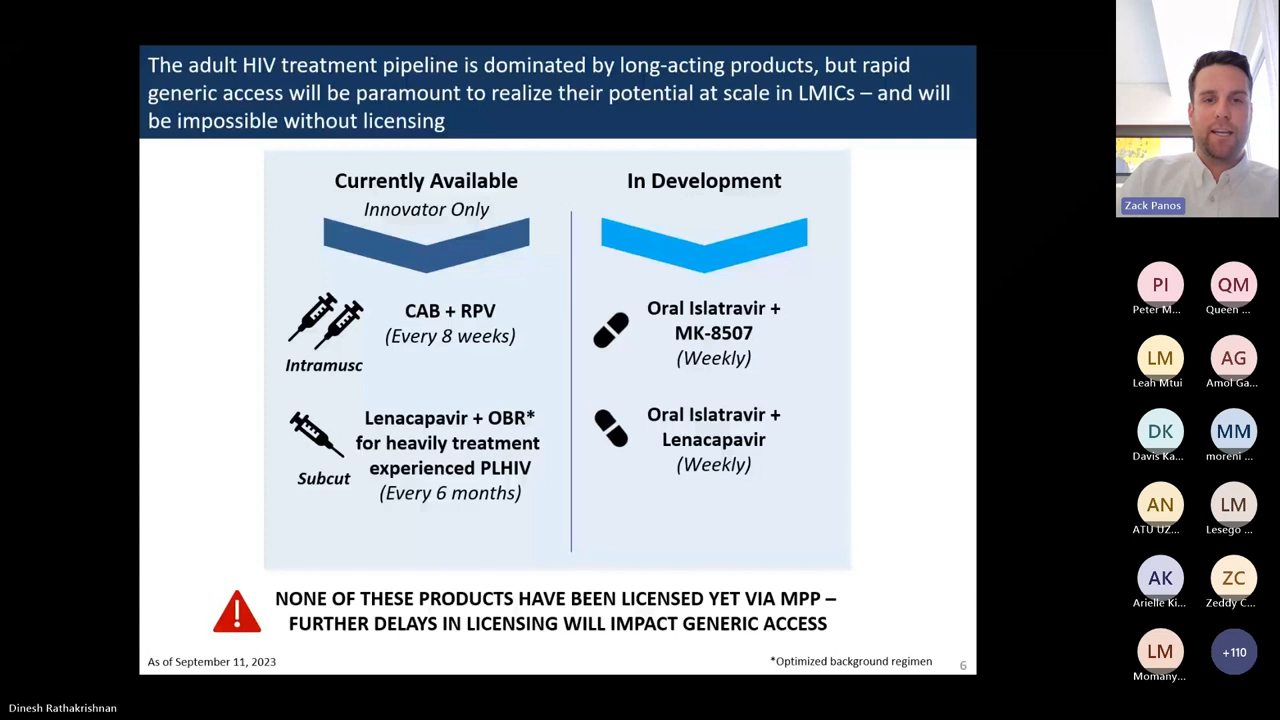 The adult HIV treatment pipeline is dominated by long-acting products, but rapid
generic access will be paramount to realize their potential at scale in LMICs – and will
be impossible without licensing
Currently Available
Innovator Only
In Development
CAB + RPV
(Every 8 weeks)
Intramusc
Lenacapavir + OBR*
for heavily treatment
experienced PLHIV
(Every 6 months)
Subcut
Oral Islatravir +
MK-8507
(Weekly)
Oral Islatravir +
Lenacapavir
(Weekly)
NONE OF THESE PRODUCTS HAVE BEEN LICENSED YET VIA MPP –
FURTHER DELAYS IN LICENSING WILL IMPACT GENERIC ACCESS
As of September 11, 2023
*Optimized background regimen
6
Zack Panos
PI
Peter M...
QM
Queen ...
LM
Leah Mtui
AG
Amol Ga...
DK
Davis Ka...
MM
moreni ...
AN
ATU UZ...
LM
Lesego ...
AK
Arielle Ki...
ZC
Zeddy C...
LM
Momany...
+110
Dinesh Rathakrishnan